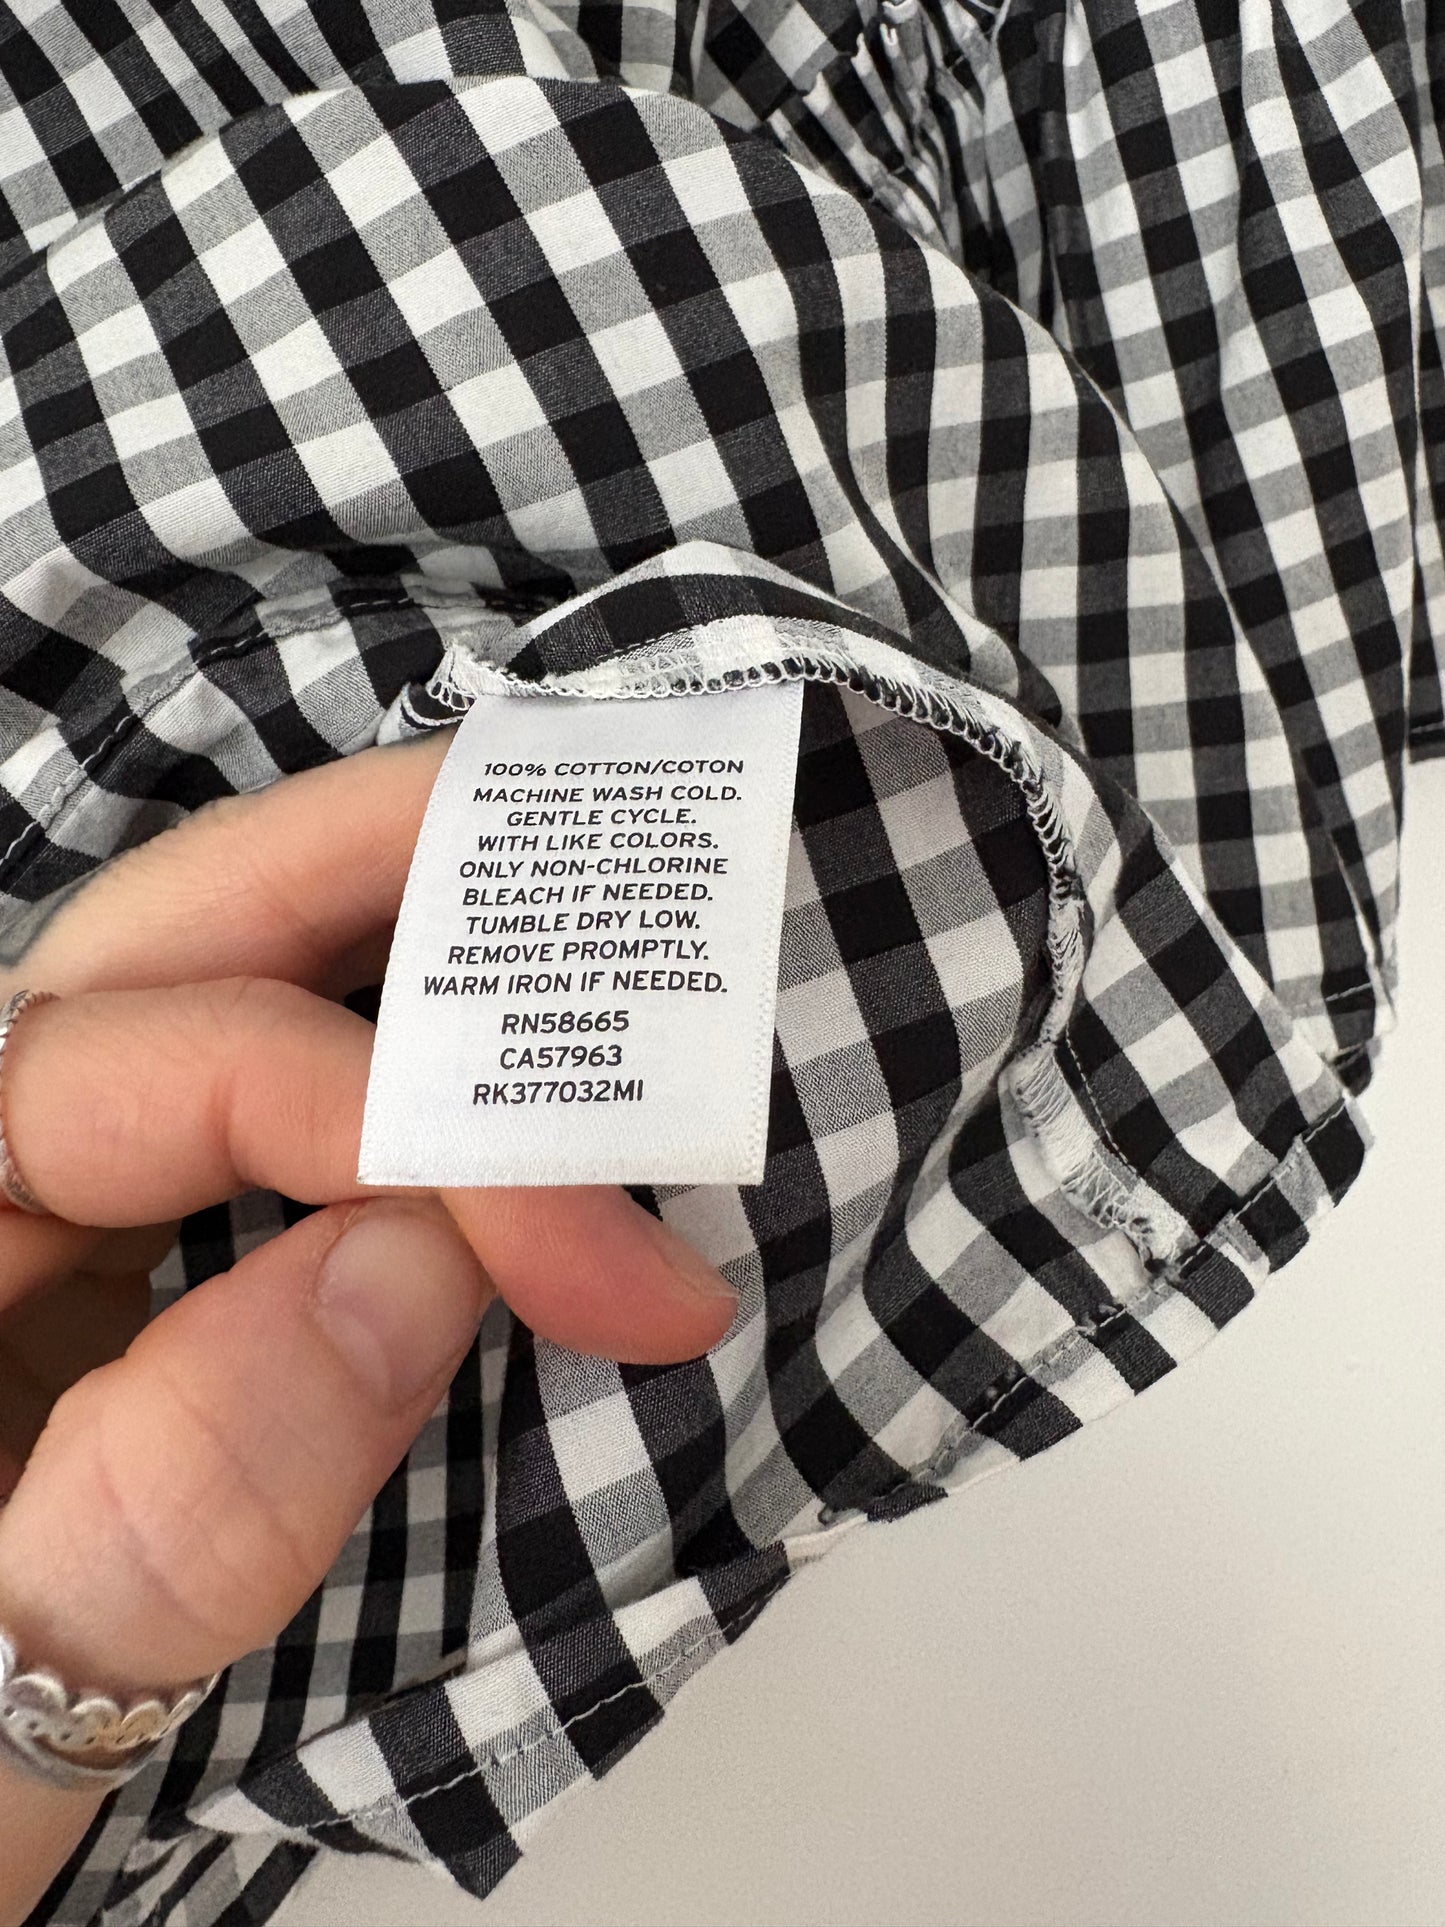 100% COTTON/COTON
MACHINE WASH COLD.
GENTLE CYCLE.
WITH LIKE COLORS.
ONLY NON-CHLORINE
BLEACH IF NEEDED.
TUMBLE DRY LOW.
REMOVE PROMPTLY.
WARM IRON IF NEEDED.
RN58665
CA57963
RK377032MI